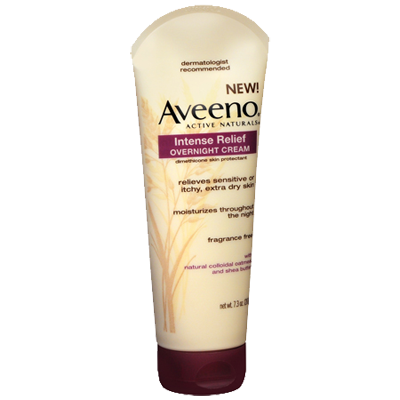 dermatologist
recommended
NEW!
Aveeno
ACTIVE NATURALS
Intense Relief
OVERNIGHT CREAM
dimethicone skin protectant
relieves sensitive or
itchy, extra dry skin
moisturizes throughout
the night
fragrance free
with
natural colloidal oatmeal
and shea butter
net wt. 7.3 oz.